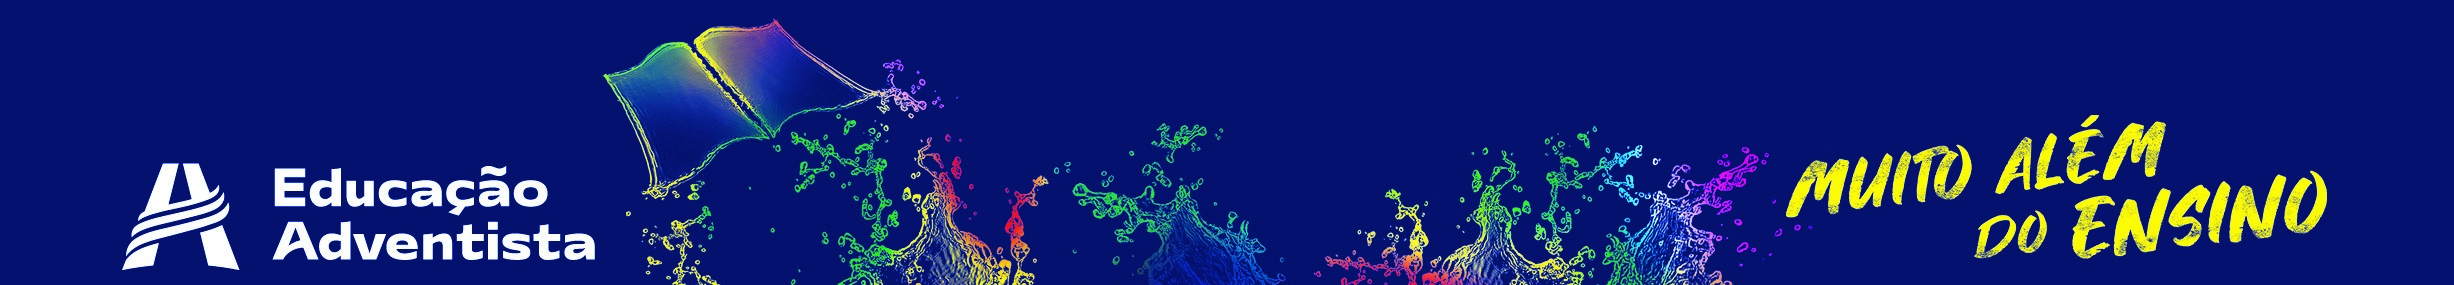 Educação
Adventista
MUITO ALÉM
DO ENSINO